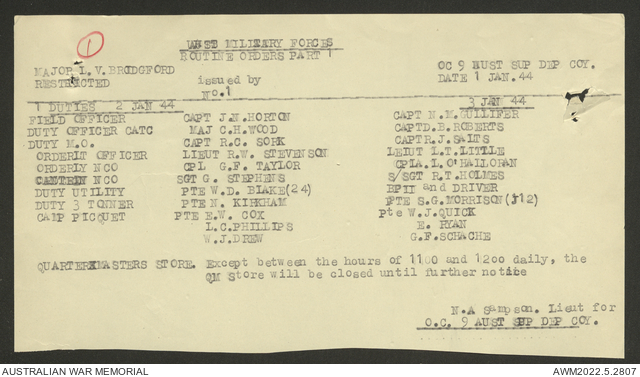 1
AUST MILITARY FORCES
ROUTINE ORDERS PART 1
MAJOR L.V. BRIDGFORD
RESTRICTED
issued by
No.1
OC 9 AUST SUP DEP COY.
DATE 1 JAN. 44
1 DUTIES 2 JAN 44 3 JAN 44
FIELD OFFICER CAPT J.N. HORTON CAPT N.M. GULLIFER
DUTY OFFICER CATC MAJ C.H. WOOD CAPT D.B. ROBERTS
DUTY M.O. CAPT R.C. SORK CAPT R.J. SAITS
ORDERLIT OFFICER LIEUT R.W. STEVENSON LEIUT L.T. LITTLE
ORDERLY NCO CPL G.F. TAYLOR CPL A.L. O'HALLORAN
CANTEEN NCO SGT G. STEPHENS S/SGT R.T. HOLMES
DUTY UTILITY PTE W.D. BLAKE (24) BPII and DRIVER
DUTY 3 TONNER PTE N. KIRKHAM PTE S.G. MORRISON (J12)
CAMP PICQUET PTE E.W. COX Pte W.J. QUICK
L.C. PHILLIPS E. RYAN
W.J. DREW G.F. SCHACHE
QUARTERMASTERS STORE. Except between the hours of 1100 and 1200 daily, the
QM Store will be closed until further notice
N.A Sampson. Lieut for
O.C. 9 AUST SUP DEP COY.
AUSTRALIAN WAR MEMORIAL
AWM2022.5.2807